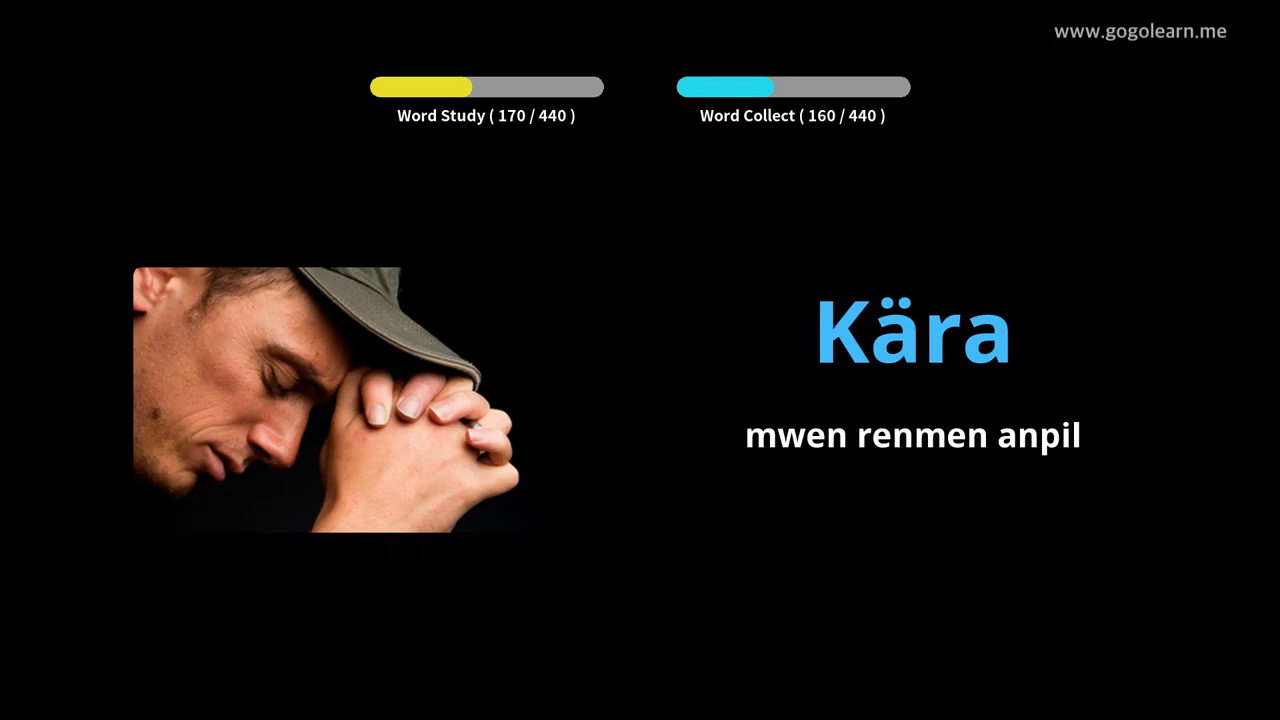 www.gogolearn.me
Word Study ( 170 / 440 )
Word Collect ( 160 / 440 )
Kära
mwen renmen anpil